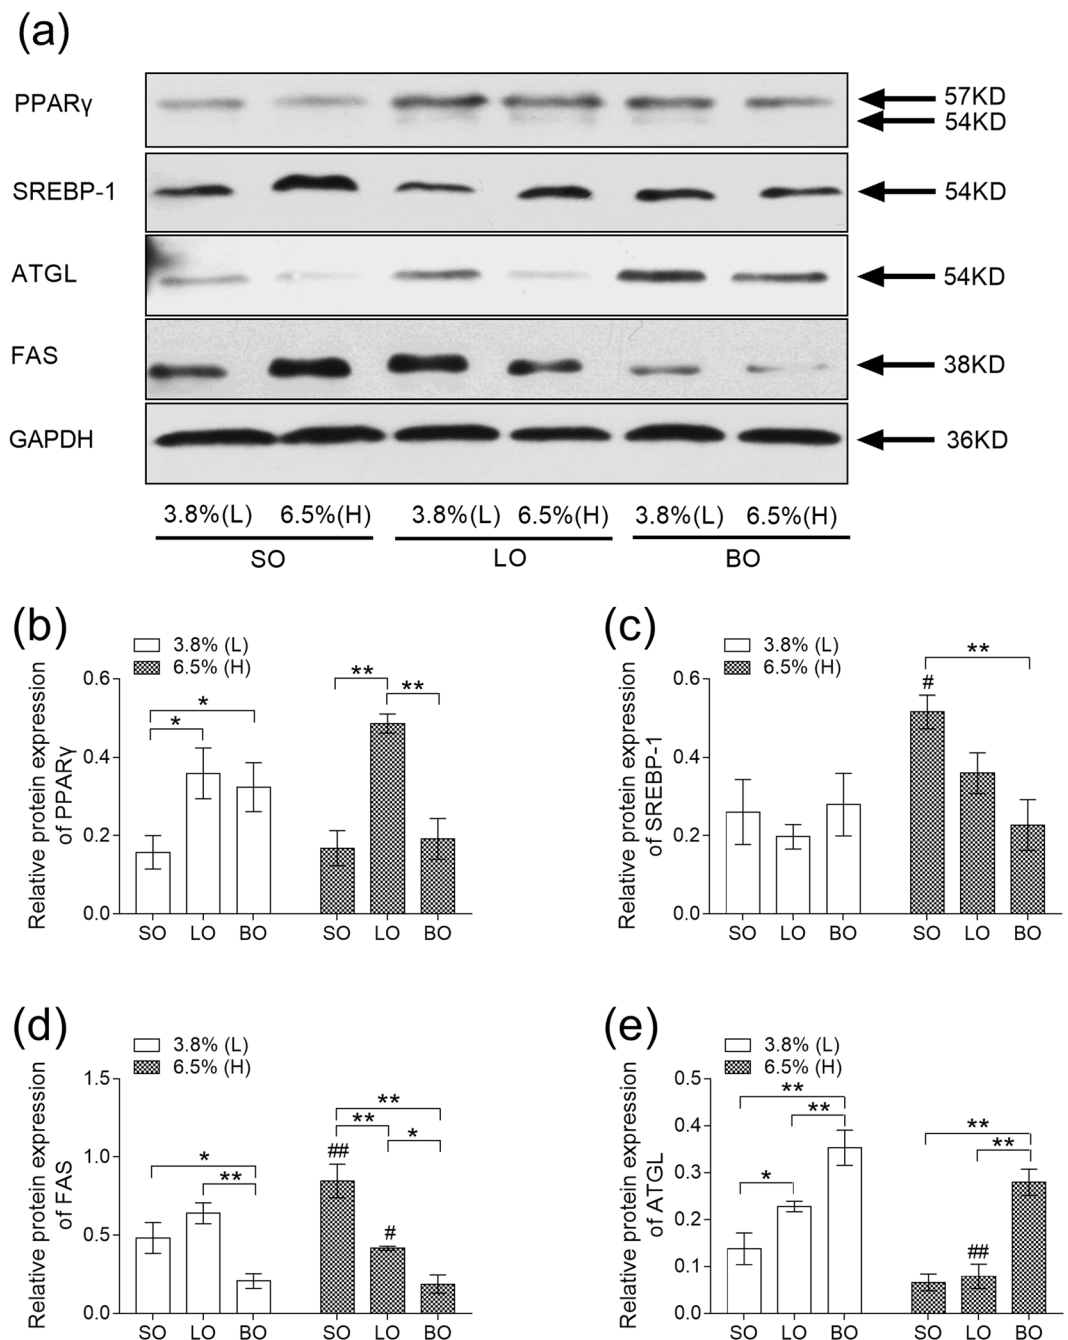 (a)
PPARγ
57KD
54KD
SREBP-1
54KD
ATGL
54KD
FAS
38KD
GAPDH
36KD
3.8%(L) 6.5%(H) 3.8%(L) 6.5%(H) 3.8%(L) 6.5%(H)
SO LO BO
(b)
3.8% (L)
6.5% (H)
Relative protein expression
of PPARγ
0.6
0.4
0.2
0.0
* * ** **
SO LO BO SO LO BO
(c)
3.8% (L)
6.5% (H)
Relative protein expression
of SREBP-1
0.6
0.4
0.2
0.0
**
#
SO LO BO SO LO BO
(d)
3.8% (L)
6.5% (H)
Relative protein expression
of FAS
1.5
1.0
0.5
0.0
* ** ** ** *
## #
SO LO BO SO LO BO
(e)
3.8% (L)
6.5% (H)
Relative protein expression
of ATGL
0.5
0.4
0.3
0.2
0.1
0.0
** ** * ** **
##
SO LO BO SO LO BO